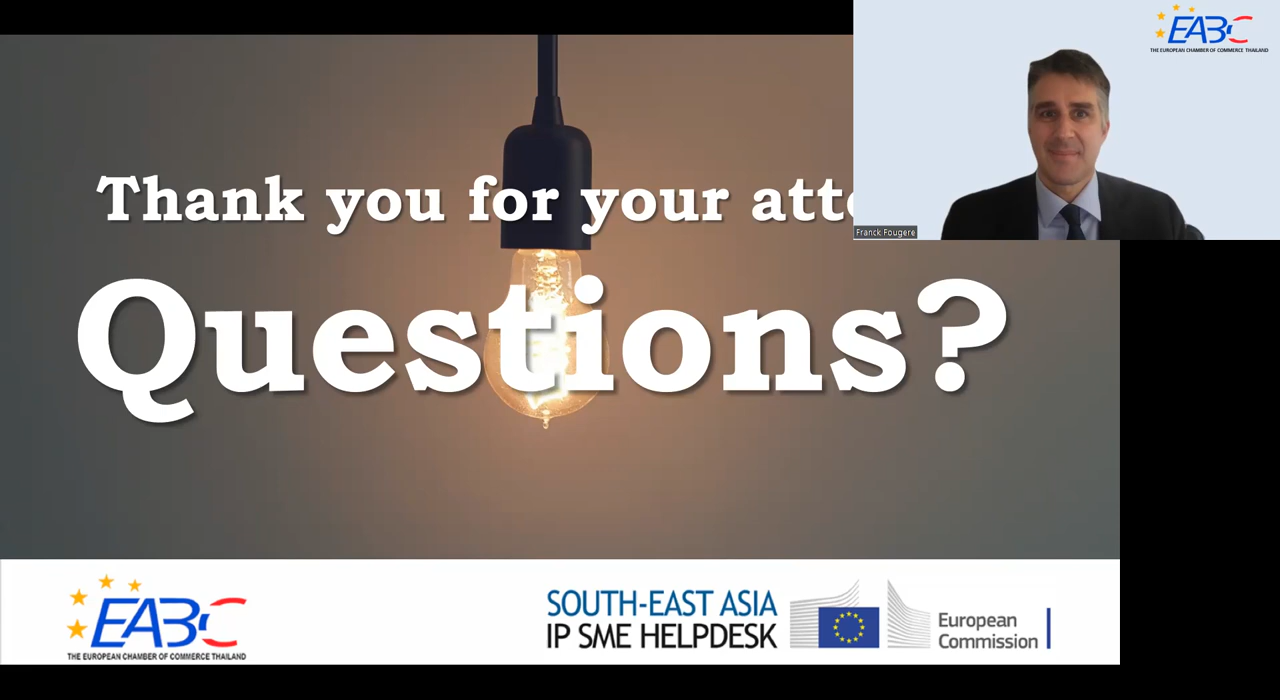 EABC
THE EUROPEAN CHAMBER OF COMMERCE THAILAND
Thank you for your atte
Franck Fougere
Questions?
EABC
THE EUROPEAN CHAMBER OF COMMERCE THAILAND
SOUTH-EAST ASIA
IP SME HELPDESK
European
Commission